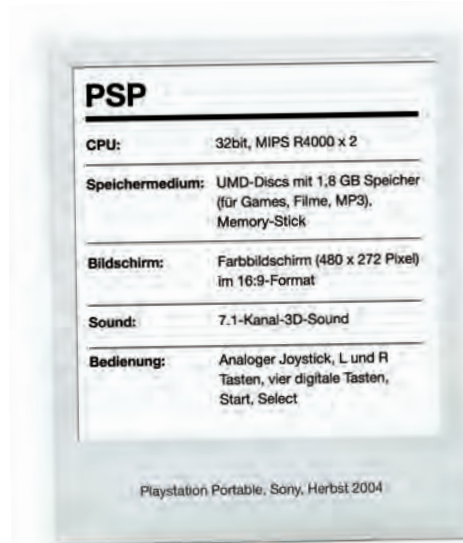 PSP
CPU: 32bit, MIPS R4000 x 2
Speichermedium: UMD-Discs mit 1,8 GB Speicher
(für Games, Filme, MP3),
Memory-Stick
Bildschirm: Farbbildschirm (480 x 272 Pixel)
im 16:9-Format
Sound: 7.1-Kanal-3D-Sound
Bedienung: Analoger Joystick, L und R
Tasten, vier digitale Tasten,
Start, Select
Playstation Portable, Sony, Herbst 2004